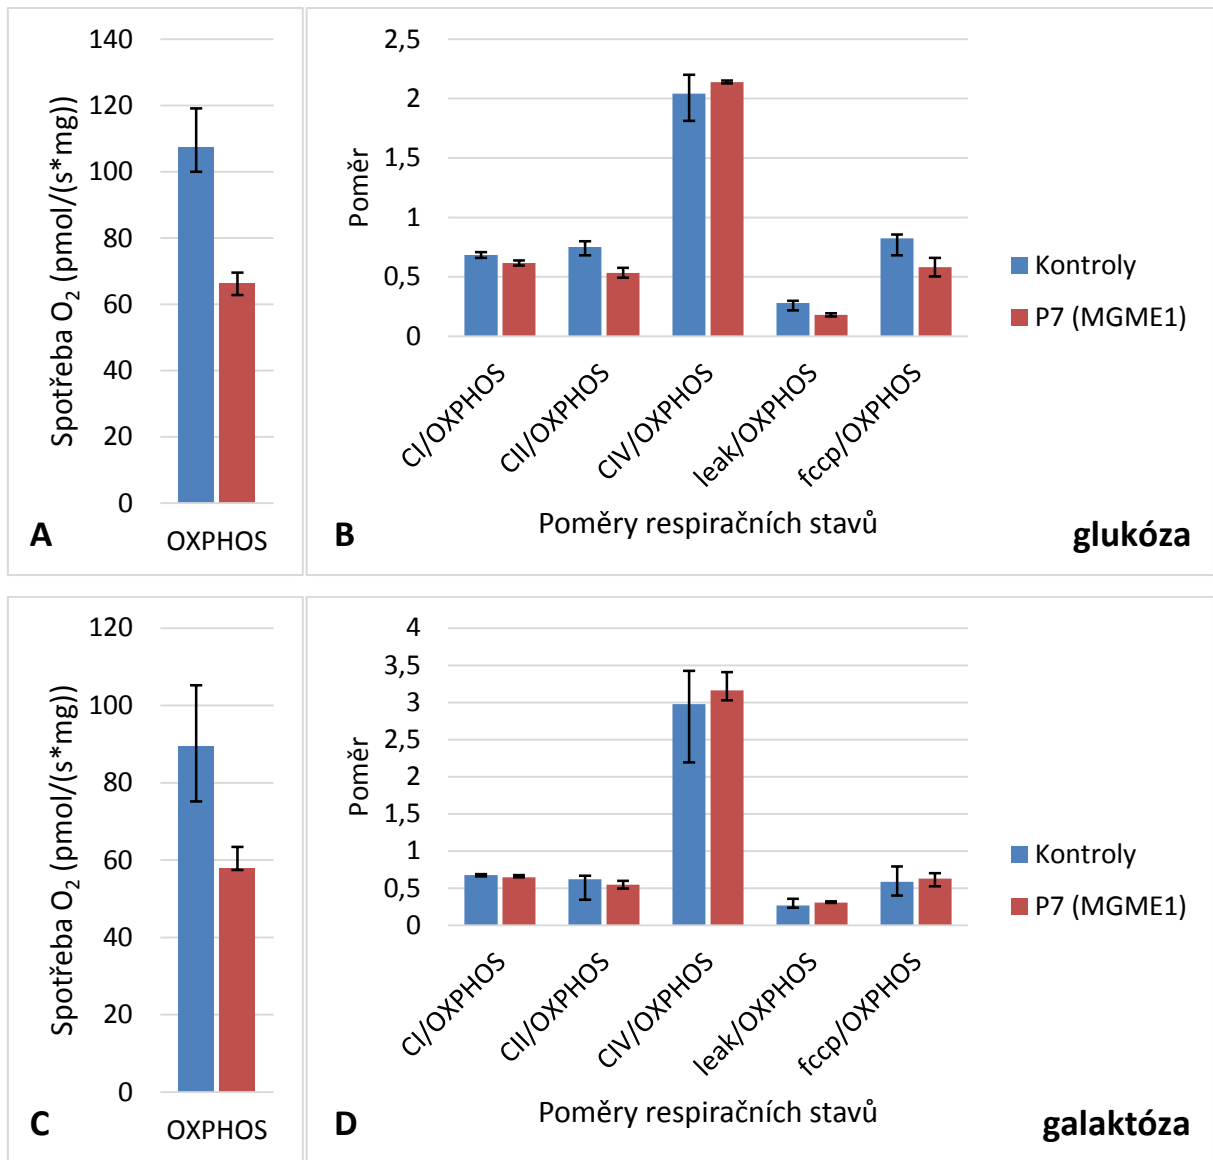 140
120
100
80
60
40
20
0
Spotřeba O₂ (pmol/(s*mg))
OXPHOS
A
2,5
2
1,5
1
0,5
0
Poměr
CI/OXPHOS
CII/OXPHOS
CIV/OXPHOS
leak/OXPHOS
fccp/OXPHOS
Poměry respiračních stavů
Kontroly
P7 (MGME1)
B
glukóza
120
100
80
60
40
20
0
Spotřeba O₂ (pmol/(s*mg))
OXPHOS
C
4
3,5
3
2,5
2
1,5
1
0,5
0
Poměr
CI/OXPHOS
CII/OXPHOS
CIV/OXPHOS
leak/OXPHOS
fccp/OXPHOS
Poměry respiračních stavů
Kontroly
P7 (MGME1)
D
galaktóza